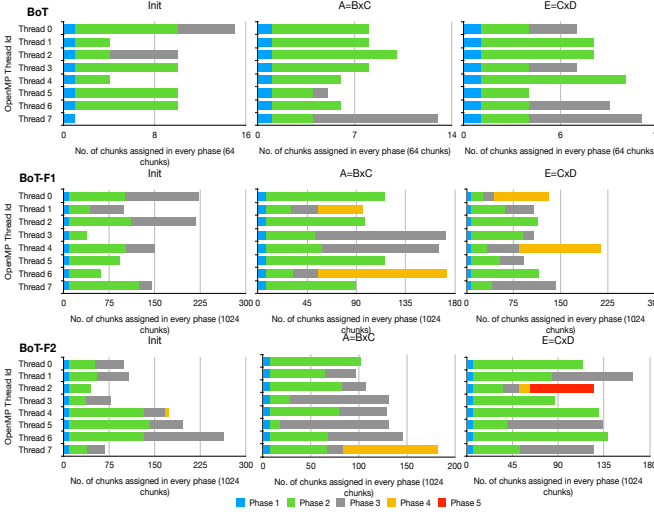 BoT
Init
A=BxC
E=CxD
OpenMP Thread Id
Thread 0
Thread 1
Thread 2
Thread 3
Thread 4
Thread 5
Thread 6
Thread 7
0 8 16
0 7 14
0 6
No. of chunks assigned in every phase (64 chunks)
No. of chunks assigned in every phase (64 chunks)
No. of chunks assigned in every phase (64 chunks)
BoT-F1
Init
A=BxC
E=CxD
OpenMP Thread Id
Thread 0
Thread 1
Thread 2
Thread 3
Thread 4
Thread 5
Thread 6
Thread 7
0 75 150 225 300
0 45 90 135 180
0 75 150 225 300
No. of chunks assigned in every phase (1024 chunks)
No. of chunks assigned in every phase (1024 chunks)
No. of chunks assigned in every phase (1024 chunks)
BoT-F2
Init
A=BxC
E=CxD
OpenMP Thread Id
Thread 0
Thread 1
Thread 2
Thread 3
Thread 4
Thread 5
Thread 6
Thread 7
0 75 150 225 300
0 50 100 150 200
0 45 90 135 180
No. of chunks assigned in every phase (1024 chunks)
No. of chunks assigned in every phase (1024 chunks)
No. of chunks assigned in every phase (1024 chunks)
Phase 1 Phase 2 Phase 3 Phase 4 Phase 5